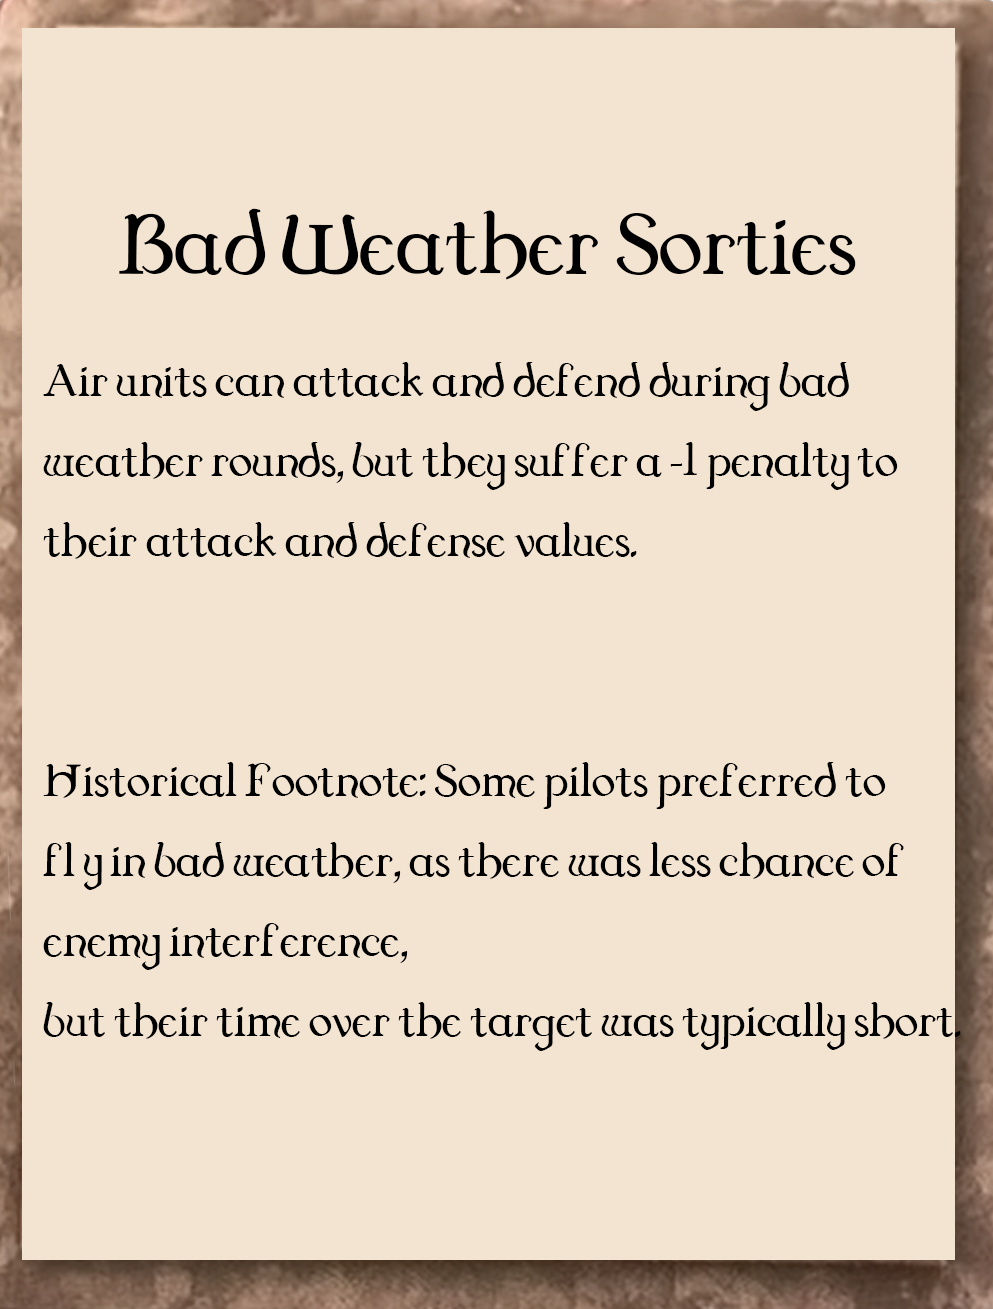 Bad Weather Sorties
Air units can attack and defend during bad
weather rounds, but they suffer a -1 penalty to
their attack and defense values.
Historical Footnote: Some pilots preferred to
fly in bad weather, as there was less chance of
enemy interference,
but their time over the target was typically short.